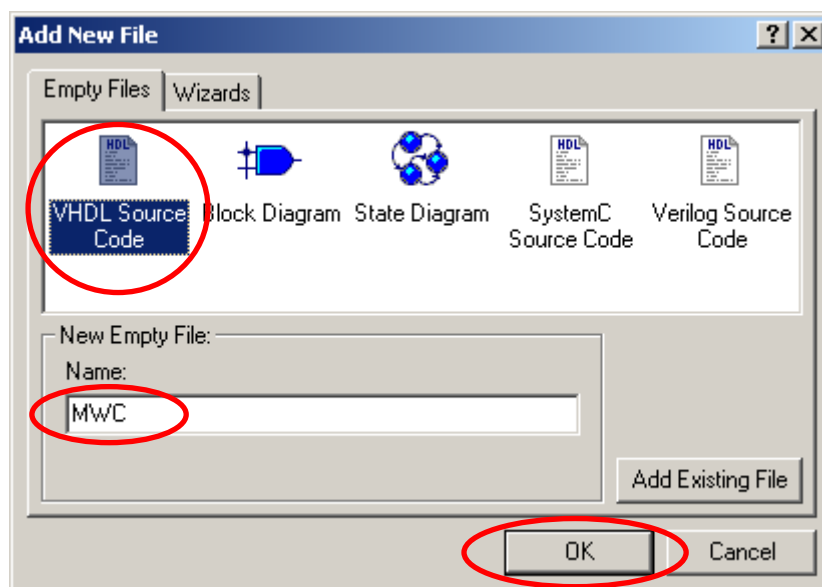 Add New File
Empty Files Wizards
HDL HDL HDL
VHDL Source Block Diagram State Diagram SystemC Verilog Source
Code Source Code Code
New Empty File:
Name:
MWC
Add Existing File
OK Cancel